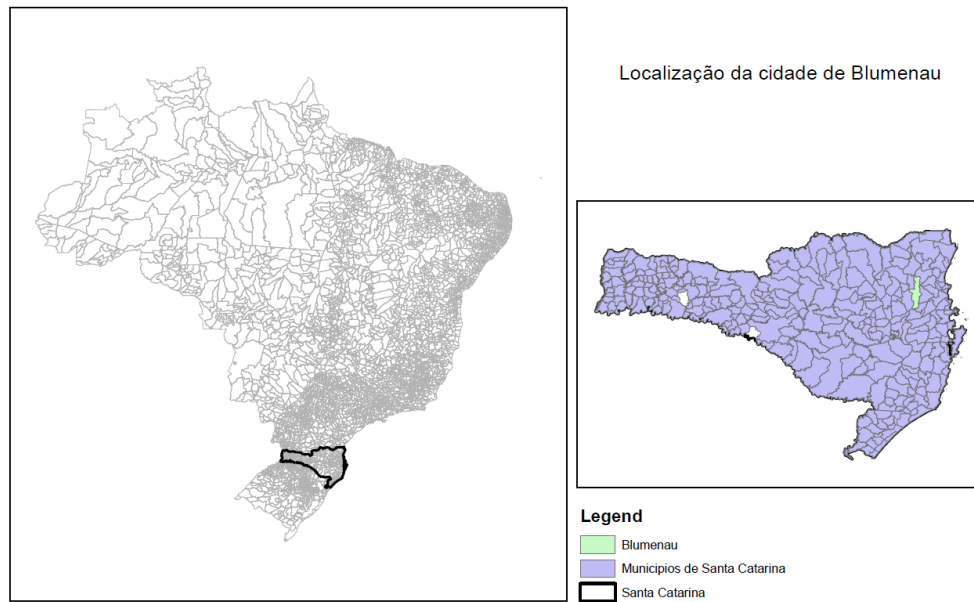 Localização da cidade de Blumenau
Legend
Blumenau
Municipios de Santa Catarina
Santa Catarina